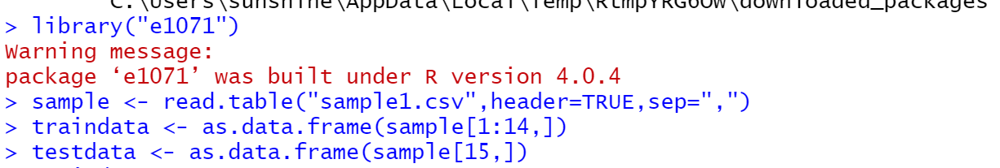 C:\Users\sunshine\AppData\Local\Temp\RtmpYRG6Ow\downloaded_packages
> library("e1071")
Warning message:
package ‘e1071’ was built under R version 4.0.4
> sample <- read.table("sample1.csv",header=TRUE,sep=",")
> traindata <- as.data.frame(sample[1:14,])
> testdata <- as.data.frame(sample[15,])